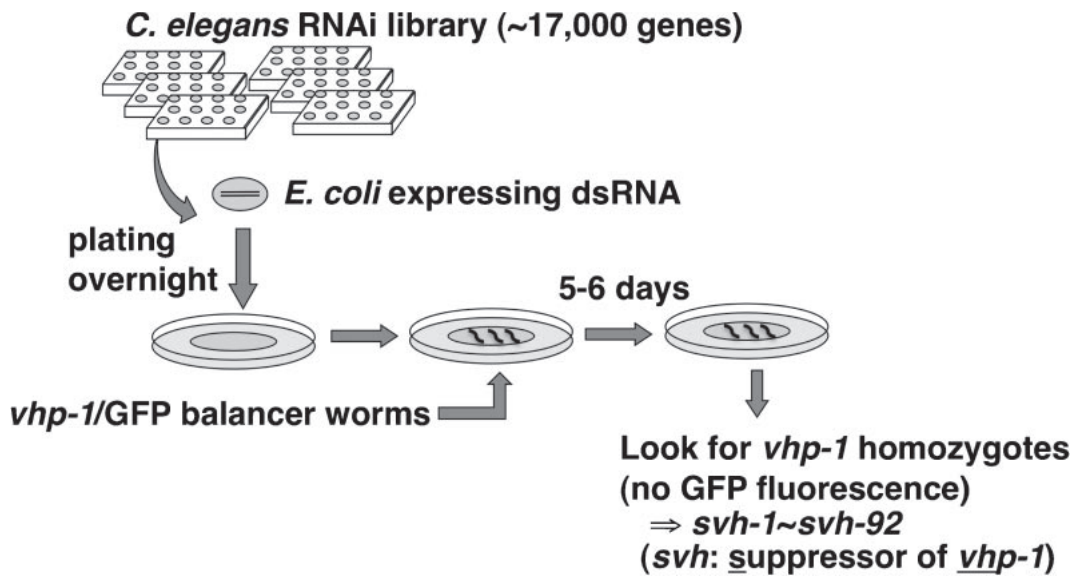 C. elegans RNAi library (~17,000 genes)
E. coli expressing dsRNA
plating
overnight
5-6 days
vhp-1/GFP balancer worms
Look for vhp-1 homozygotes
(no GFP fluorescence)
⇒ svh-1~svh-92
(svh: suppressor of vhp-1)